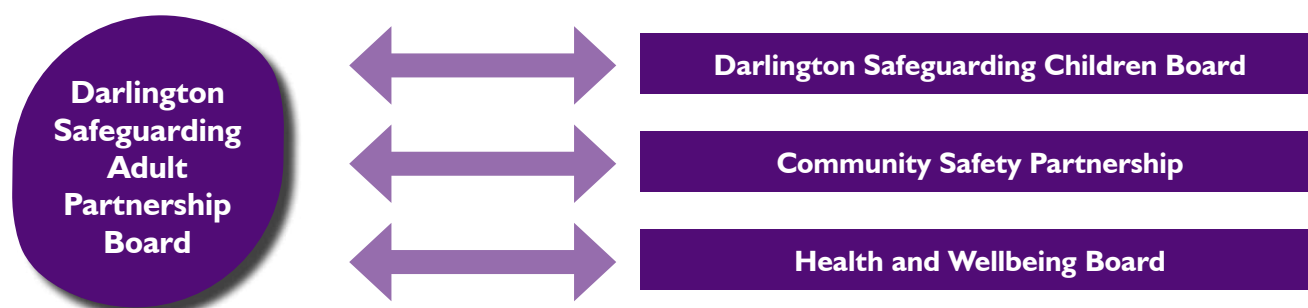 Darlington
Safeguarding
Adult
Partnership
Board
Darlington Safeguarding Children Board
Community Safety Partnership
Health and Wellbeing Board